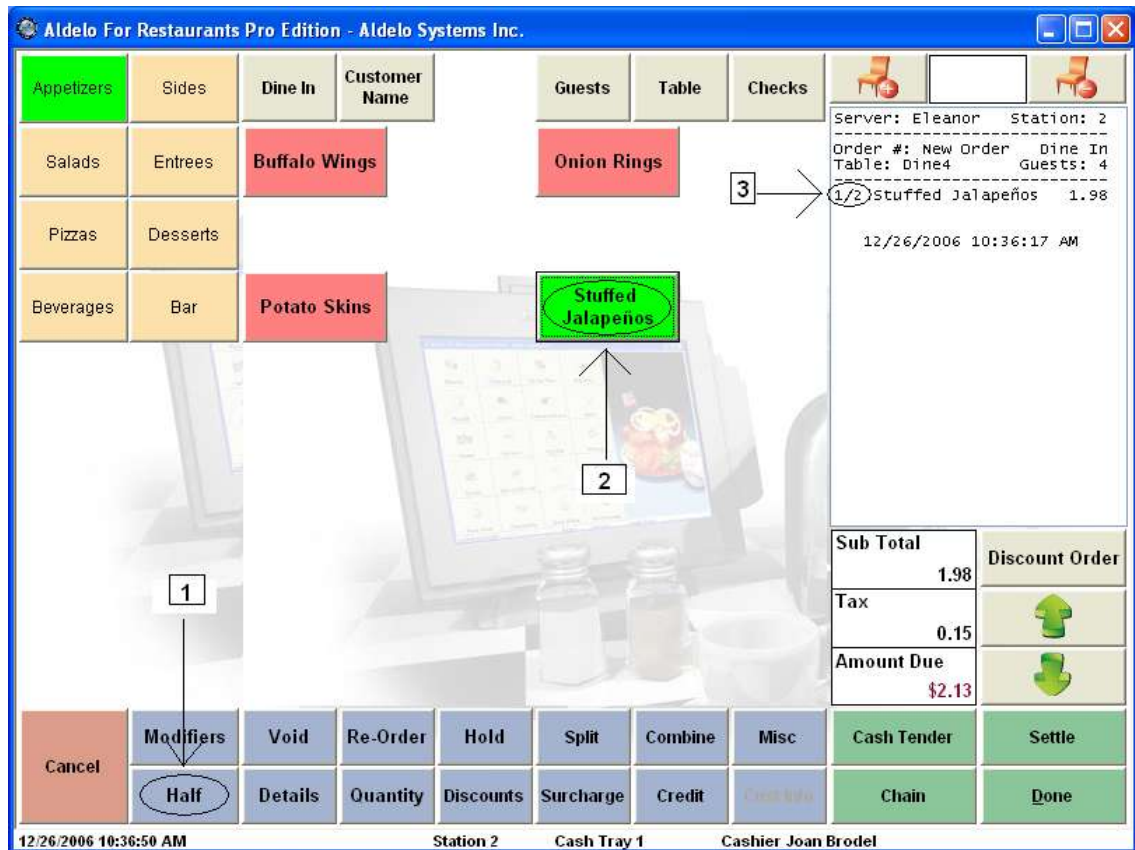 Aldelo For Restaurants Pro Edition - Aldelo Systems Inc.
Appetizers
Sides
Dine In
Customer
Name
Guests
Table
Checks
Salads
Entrees
Buffalo Wings
Onion Rings
Pizzas
Desserts
Beverages
Bar
Potato Skins
Stuffed
Jalapeños
Server: Eleanor Station: 2
Order #: New Order Dine In
Table: Dine4 Guests: 4
3
1/2 Stuffed Jalapeños 1.98
12/26/2006 10:36:17 AM
2
1
Sub Total
1.98
Discount Order
Tax
0.15
Amount Due
$2.13
Cancel
Modifiers
Void
Re-Order
Hold
Split
Combine
Misc
Cash Tender
Settle
Half
Details
Quantity
Discounts
Surcharge
Credit
Cust Info
Chain
Done
12/26/2006 10:36:50 AM Station 2 Cash Tray 1 Cashier Joan Brodel